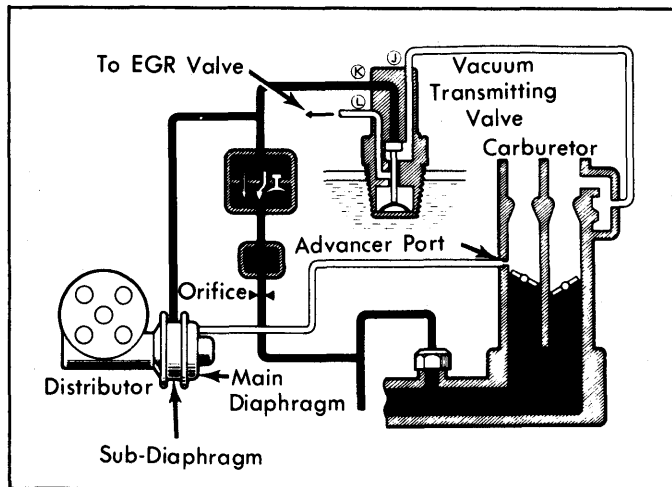 To EGR Valve
K
J
L
Vacuum
Transmitting
Valve
Carburetor
Advancer Port
Orifice
Distributor
Main
Diaphragm
Sub-Diaphragm